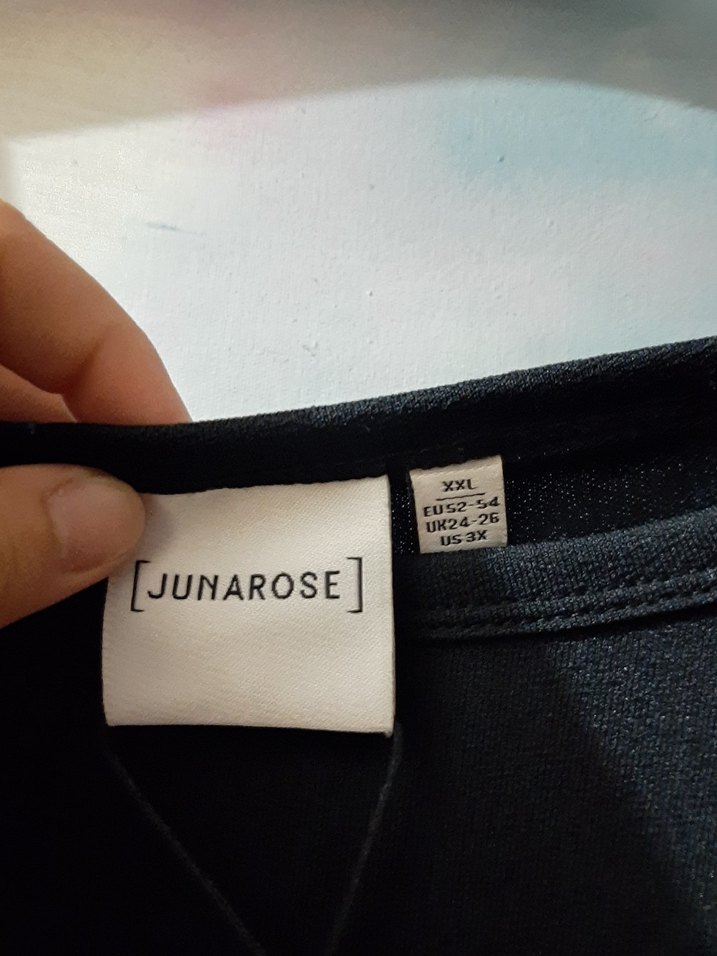 [JUNAROSE]
XXL
EU52-54
UK24-26
US 3X